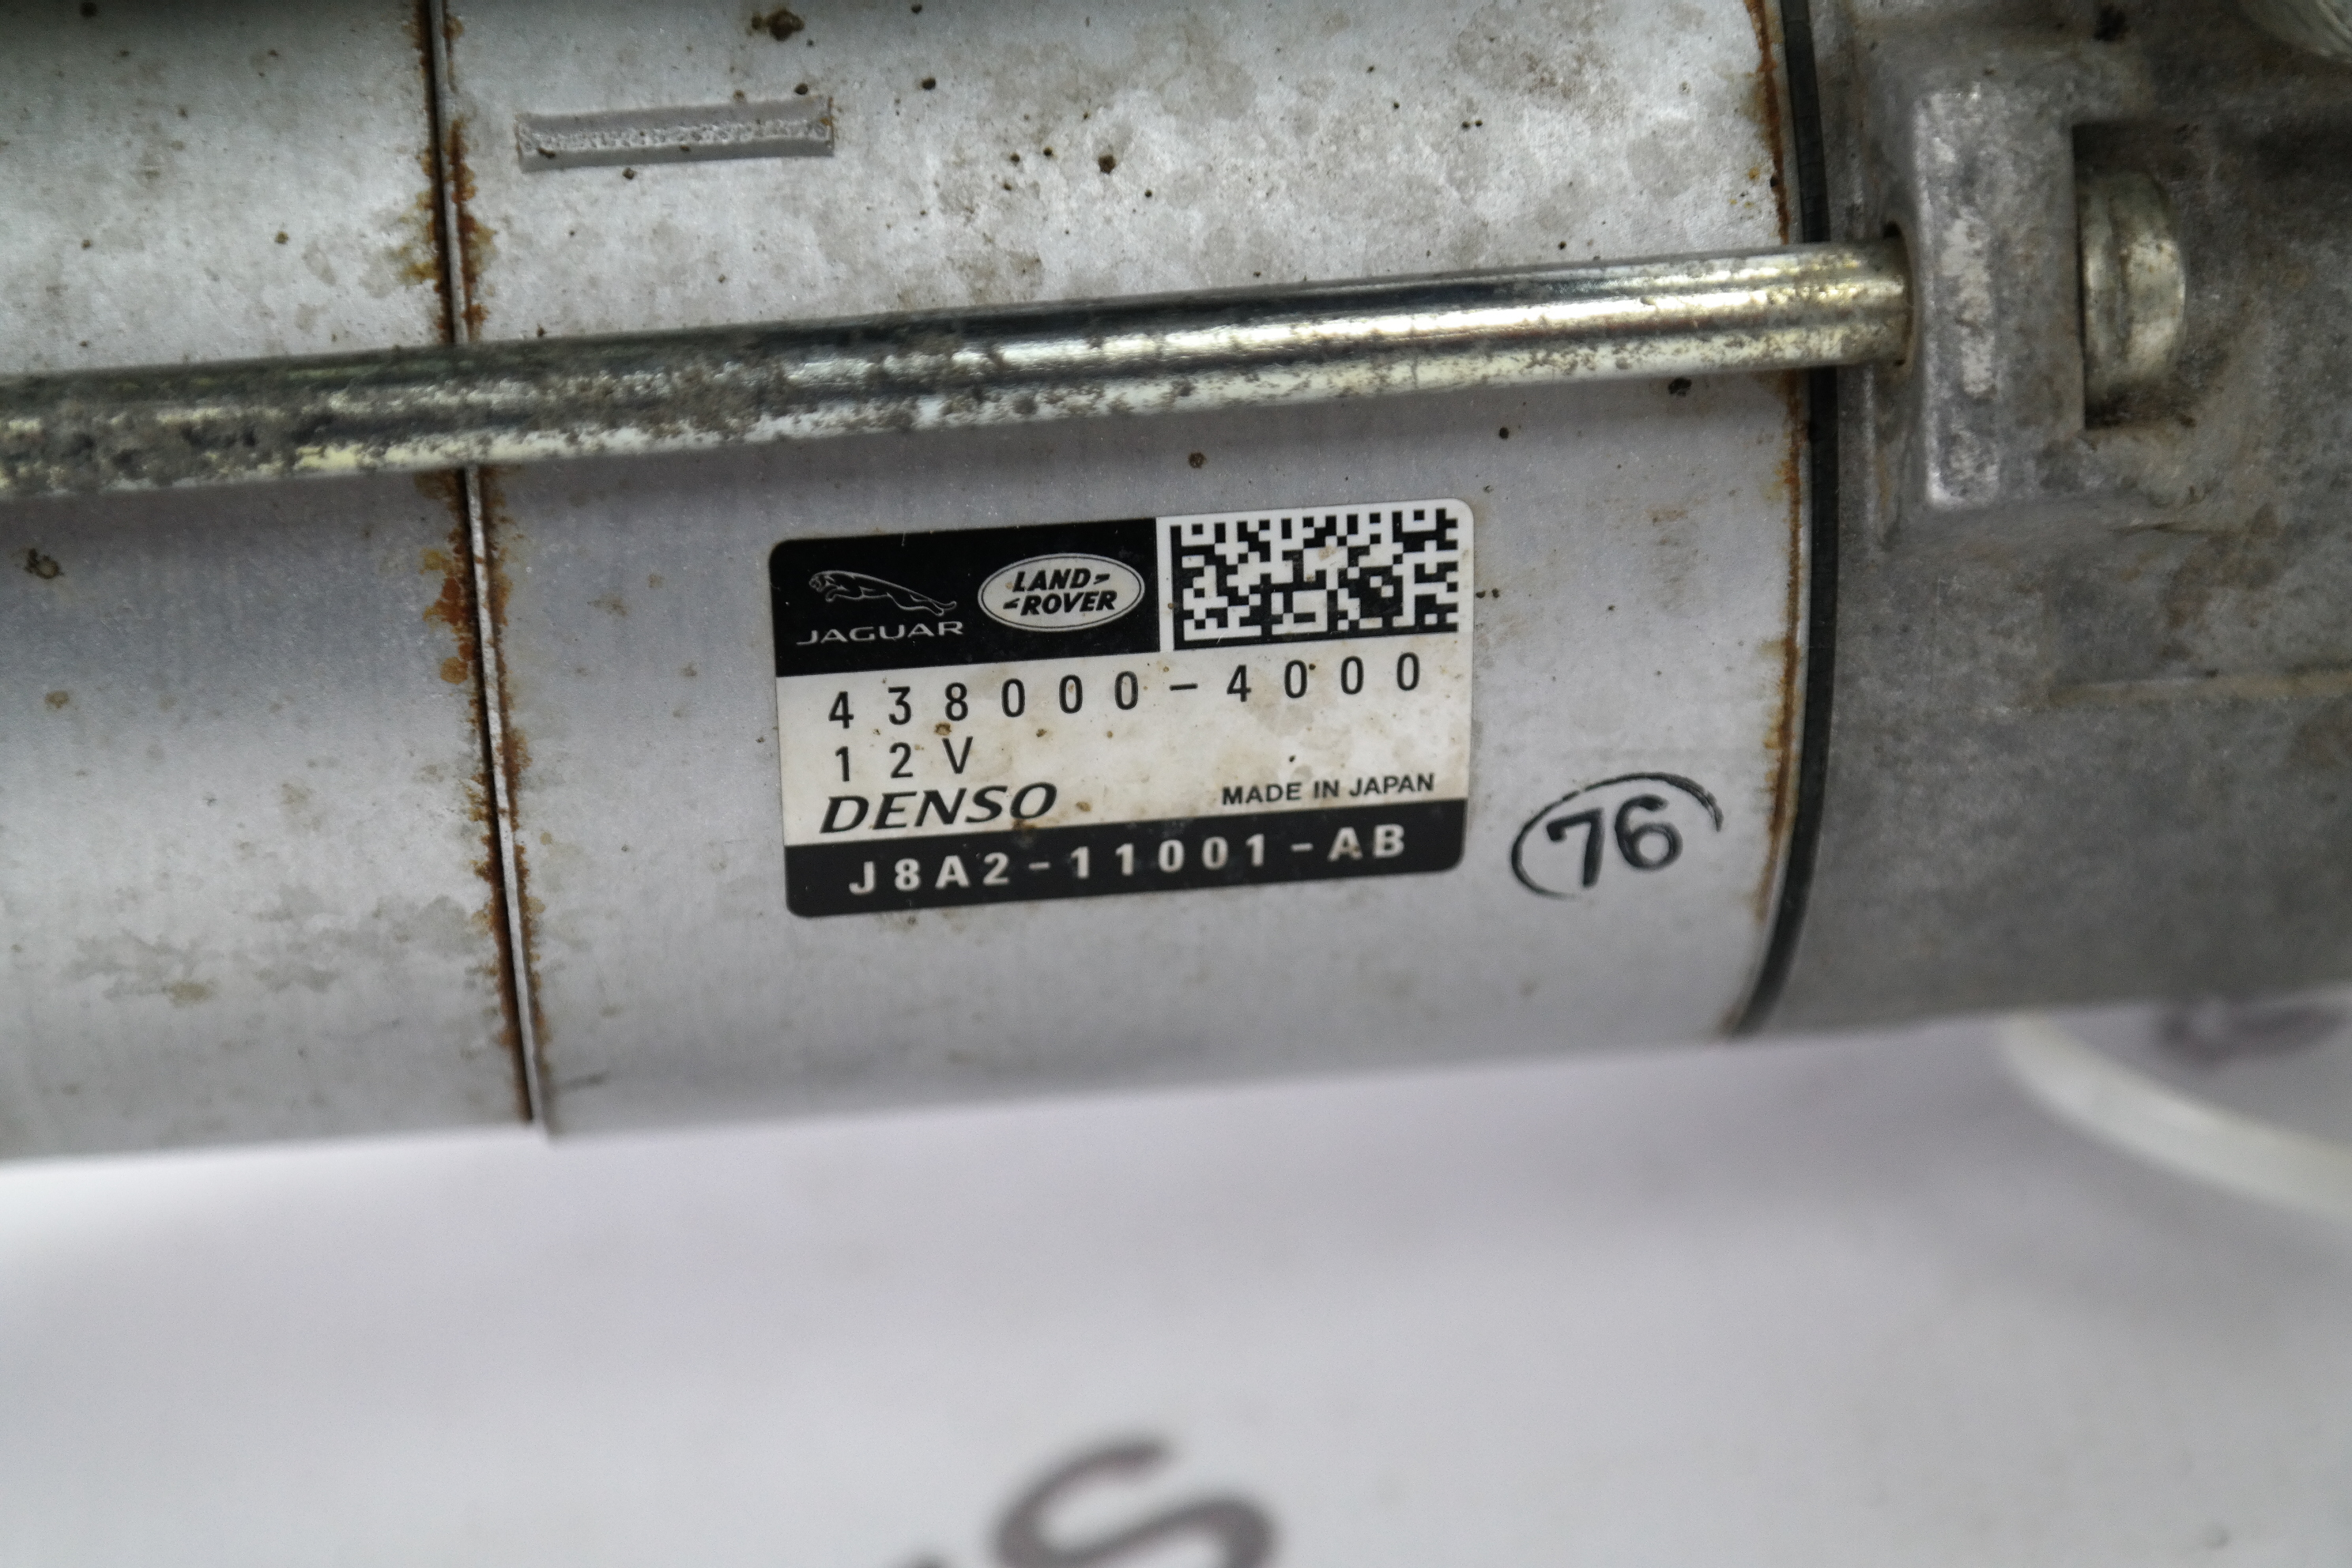 JAGUAR
LAND-
-ROVER
438000-4000
12V
DENSO
MADE IN JAPAN
J8A2-11001-AB
76